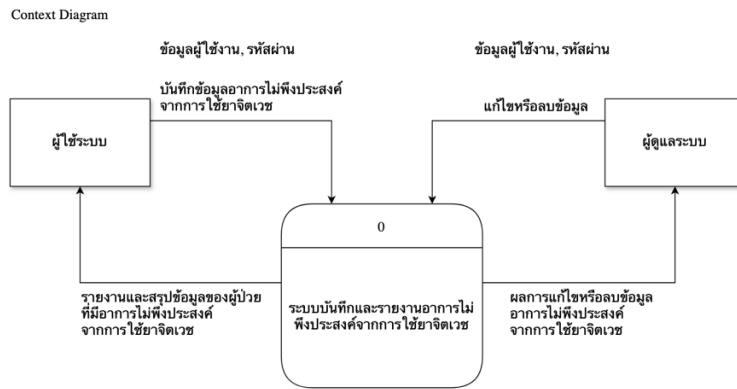 Context Diagram
ข้อมูลผู้ใช้งาน, รหัสผ่าน
ข้อมูลผู้ใช้งาน, รหัสผ่าน
บันทึกข้อมูลอาการไม่พึงประสงค์
จากการใช้ยาจิตเวช
แก้ไขหรือลบข้อมูล
ผู้ใช้ระบบ
ผู้ดูแลระบบ
0
ระบบบันทึกและรายงานอาการไม่
พึงประสงค์จากการใช้ยาจิตเวช
รายงานและสรุปข้อมูลของผู้ป่วย
ที่มีอาการไม่พึงประสงค์
จากการใช้ยาจิตเวช
ผลการแก้ไขหรือลบข้อมูล
อาการไม่พึงประสงค์
จากการใช้ยาจิตเวช